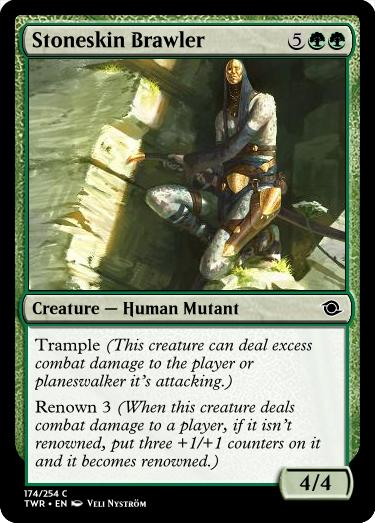 Stoneskin Brawler 5
Creature — Human Mutant
Trample (This creature can deal excess
combat damage to the player or
planeswalker it's attacking.)
Renown 3 (When this creature deals
combat damage to a player, if it isn't
renowned, put three +1/+1 counters on it
and it becomes renowned.)
4/4
174/254 C
TWR • EN Veli Nyström